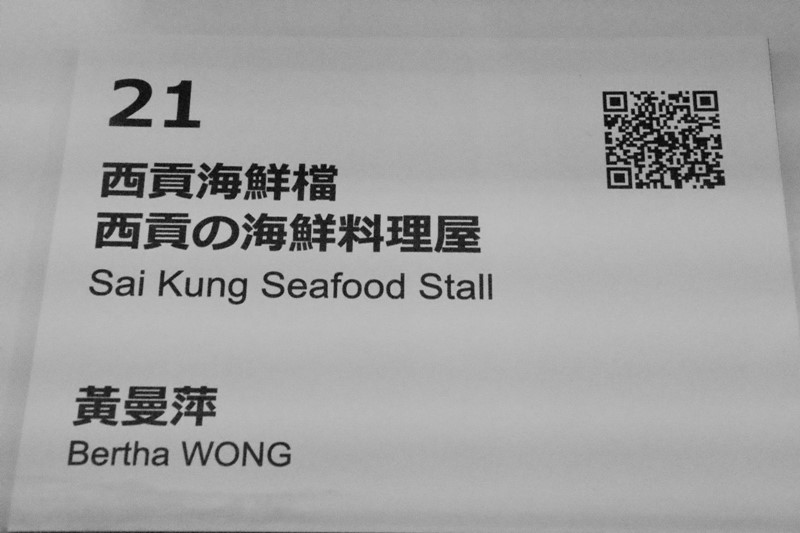 21
西貢海鮮檔
西貢の海鮮料理屋
Sai Kung Seafood Stall
黃曼萍
Bertha WONG